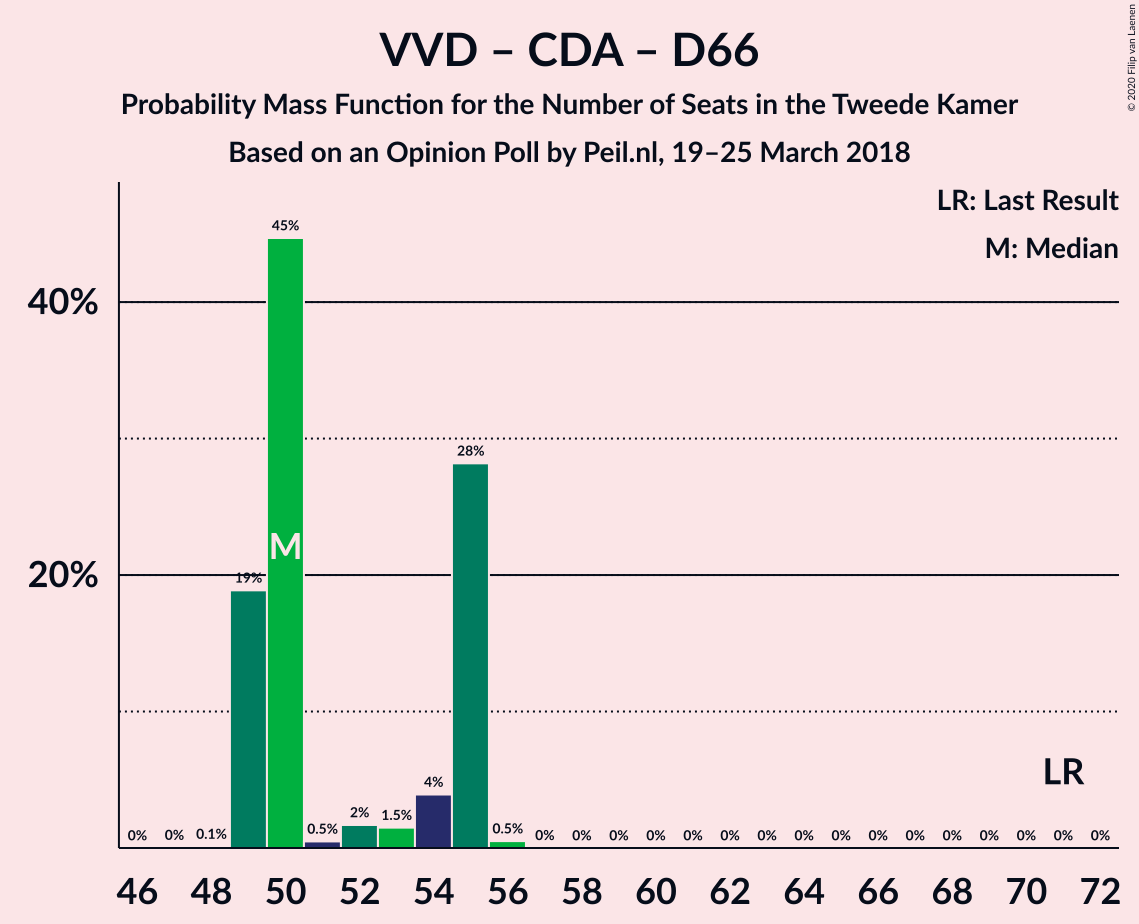 VVD – CDA – D66
Probability Mass Function for the Number of Seats in the Tweede Kamer
Based on an Opinion Poll by Peil.nl, 19–25 March 2018
© 2020 Filip van Laenen
LR: Last Result
M: Median
40%
20%
45%
28%
19%
M
4%
2%
1.5%
0.5%
0.5%
0% 0% 0.1%
0% 0% 0% 0% 0% 0% 0% 0% 0% 0% 0% 0% 0% 0% 0% 0%
LR
46 48 50 52 54 56 58 60 62 64 66 68 70 72